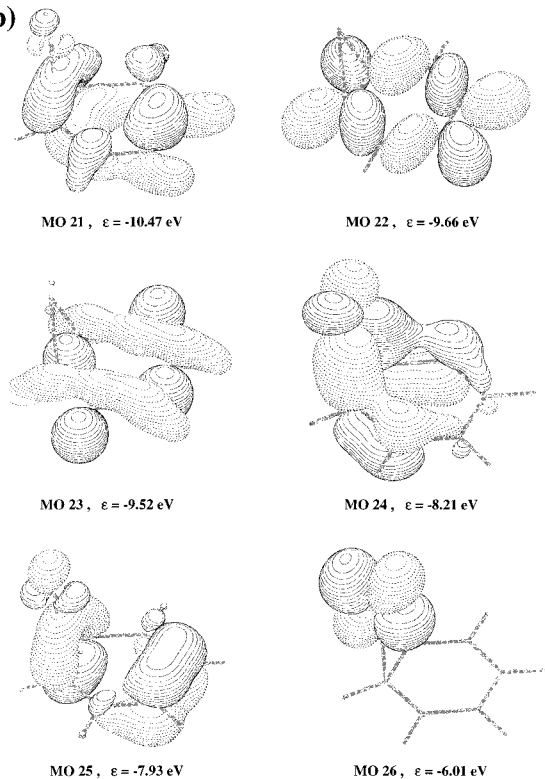 b)
MO 21 , ε = -10.47 eV
MO 22 , ε = -9.66 eV
MO 23 , ε = -9.52 eV
MO 24 , ε = -8.21 eV
MO 25 , ε = -7.93 eV
MO 26 , ε = -6.01 eV